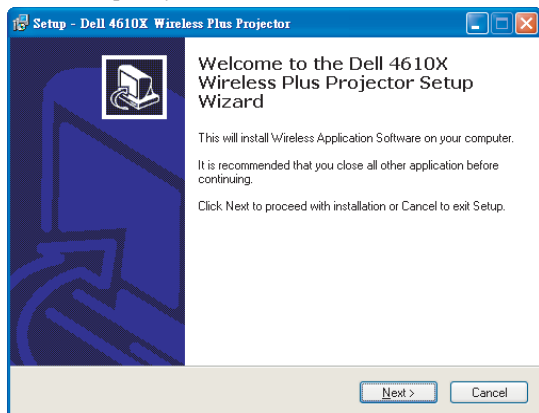 Setup - Dell 4610X Wireless Plus Projector
Welcome to the Dell 4610X
Wireless Plus Projector Setup
Wizard
This will install Wireless Application Software on your computer.
It is recommended that you close all other application before
continuing.
Click Next to proceed with installation or Cancel to exit Setup.
Next >
Cancel